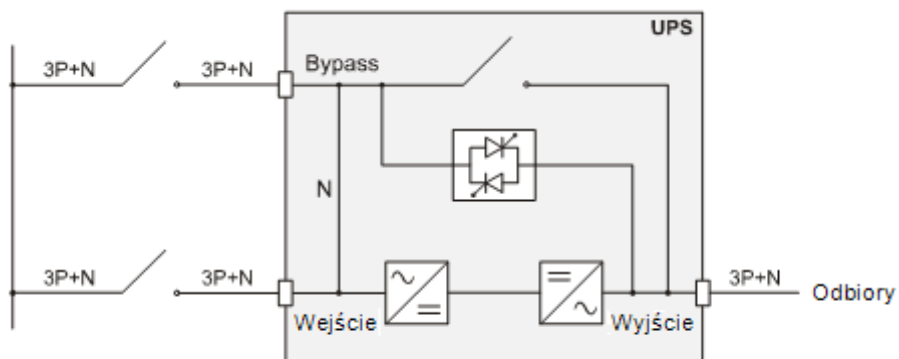 UPS
3P+N
3P+N
Bypass
N
3P+N
3P+N
Wejście
Wyjście
3P+N
Odbiory